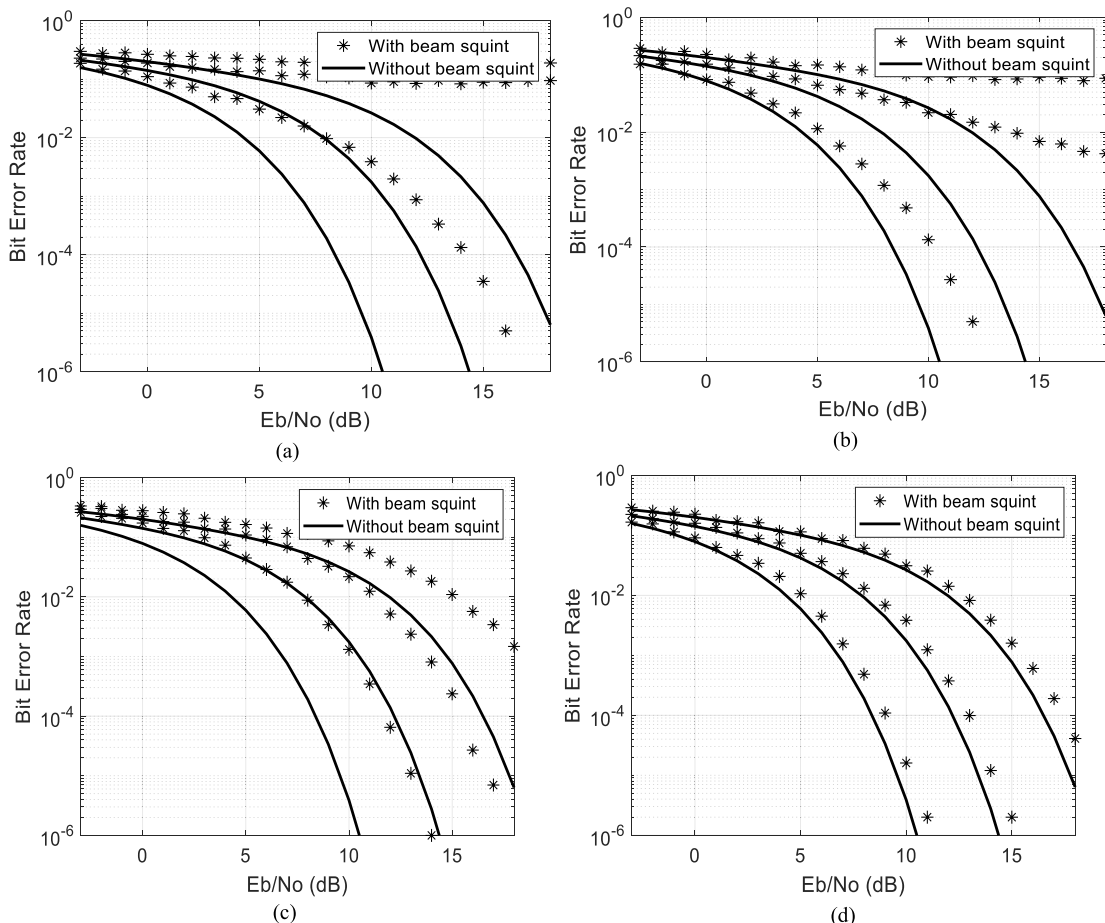 10^0
10^-2
10^-4
10^-6
Bit Error Rate
With beam squint
Without beam squint
0 5 10 15
Eb/No (dB)
(a)
10^0
10^-2
10^-4
10^-6
Bit Error Rate
With beam squint
Without beam squint
0 5 10 15
Eb/No (dB)
(b)
10^0
10^-2
10^-4
10^-6
Bit Error Rate
With beam squint
Without beam squint
0 5 10 15
Eb/No (dB)
(c)
10^0
10^-2
10^-4
10^-6
Bit Error Rate
With beam squint
Without beam squint
0 5 10 15
Eb/No (dB)
(d)